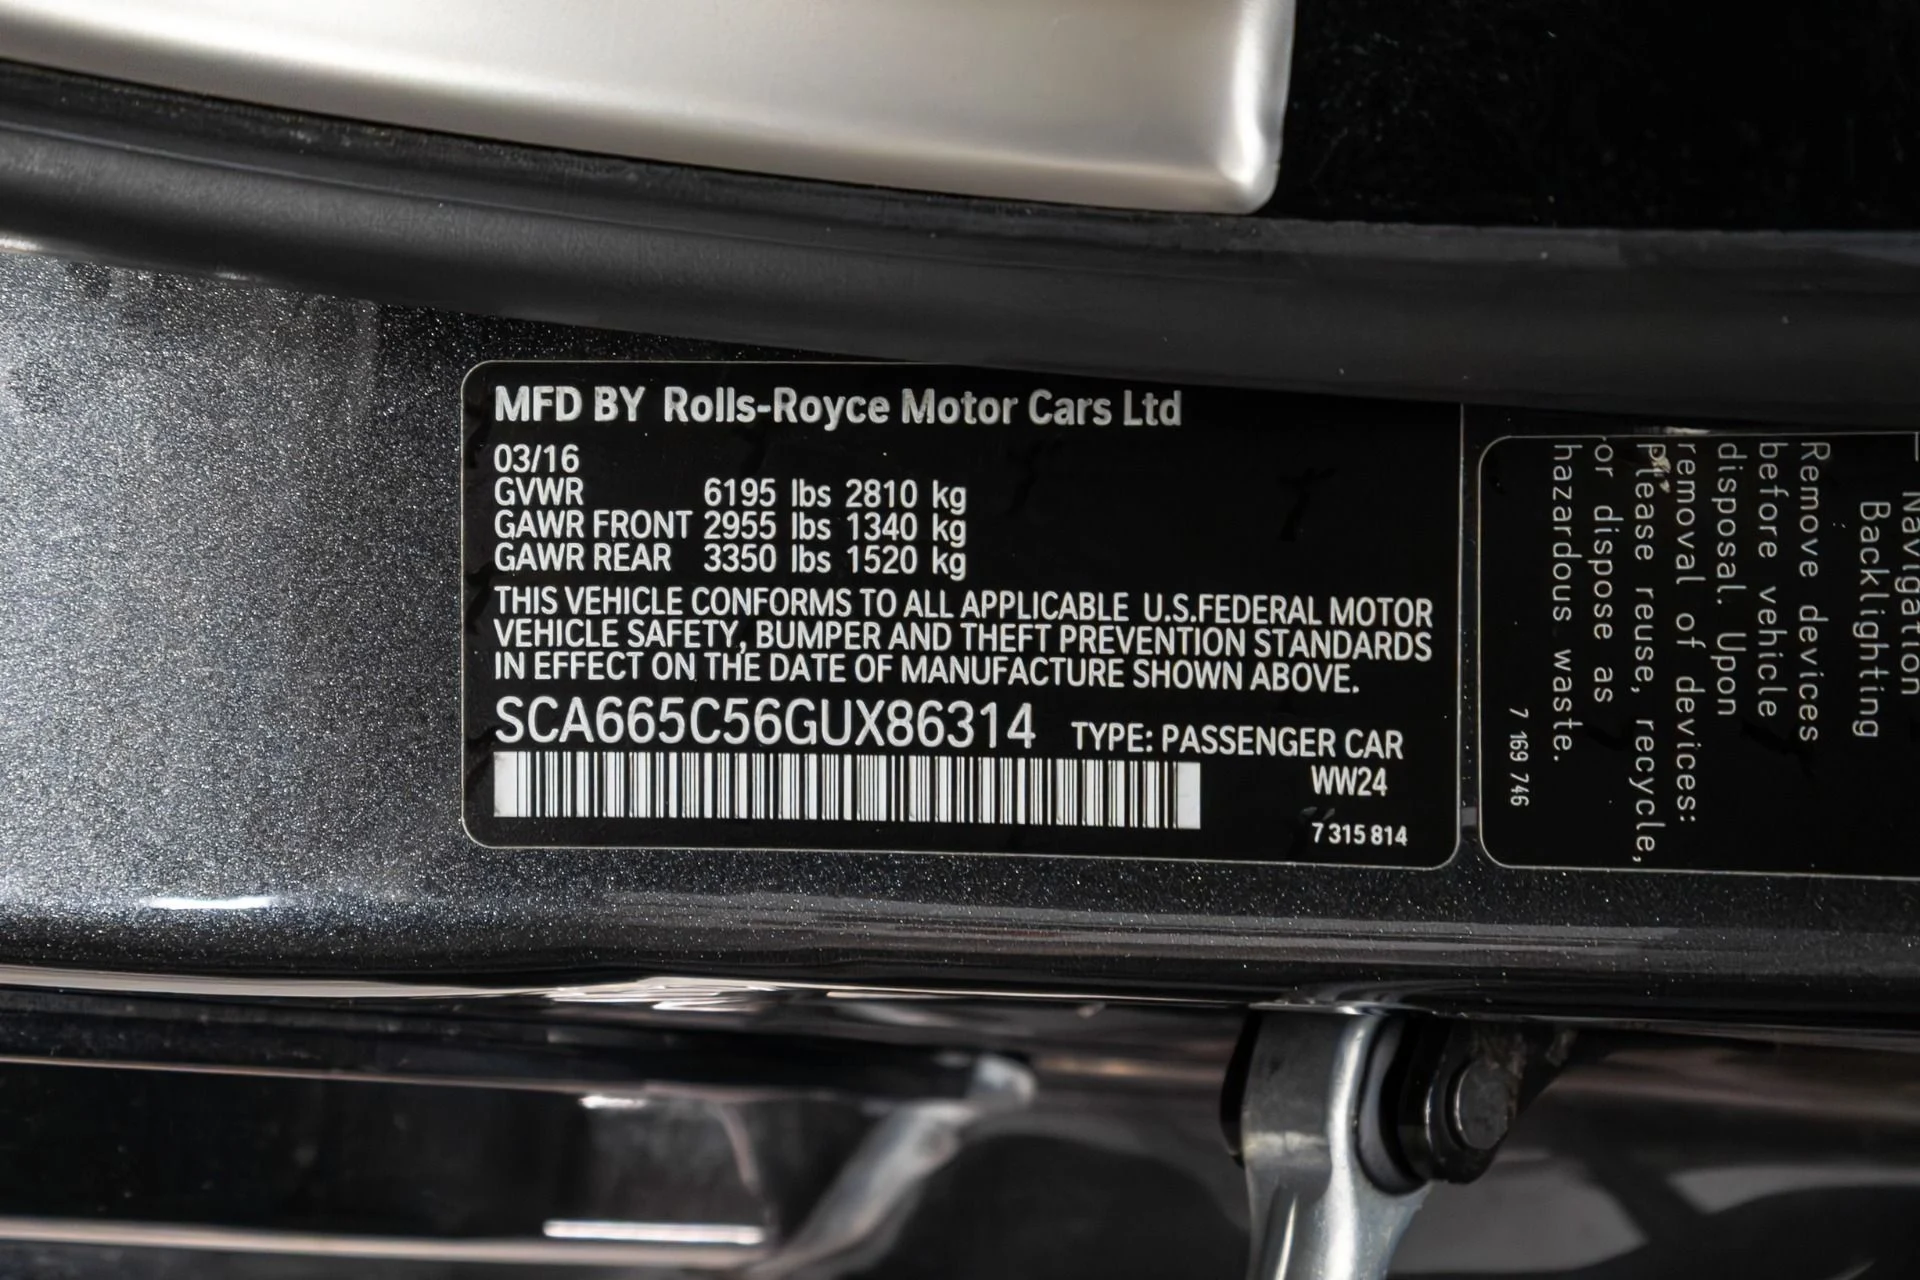 MFD BY Rolls-Royce Motor Cars Ltd
03/16
GVWR 6195 lbs 2810 kg
GAWR FRONT 2955 lbs 1340 kg
GAWR REAR 3350 lbs 1520 kg
THIS VEHICLE CONFORMS TO ALL APPLICABLE U.S.FEDERAL MOTOR
VEHICLE SAFETY, BUMPER AND THEFT PREVENTION STANDARDS
IN EFFECT ON THE DATE OF MANUFACTURE SHOWN ABOVE.
SCA665C56GUX86314 TYPE: PASSENGER CAR
WW24
7 315 814
Navigation
Backlighting
Remove devices
before vehicle
disposal. Upon
removal of devices:
Please reuse, recycle,
or dispose as
hazardous waste.
7 169 746